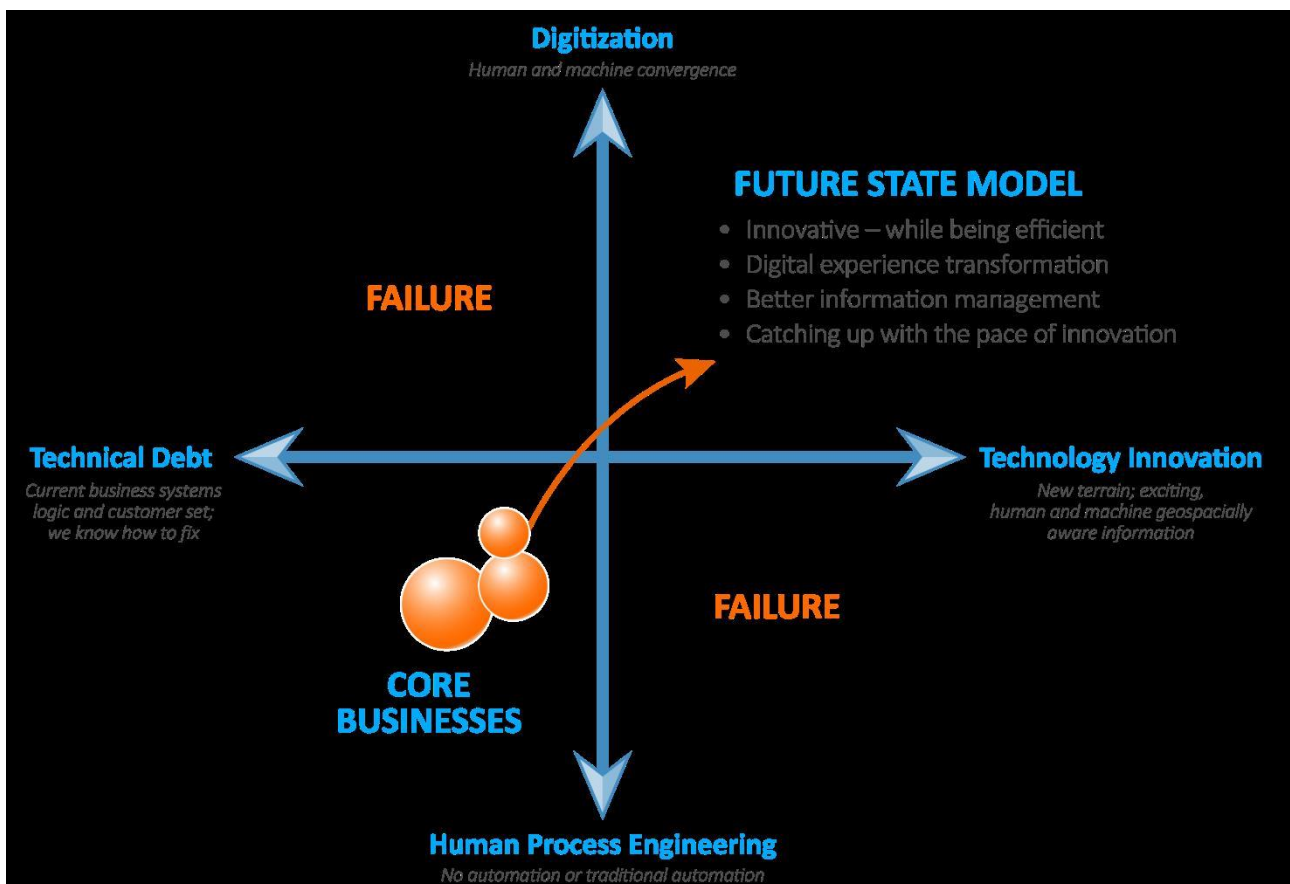 Digitization
Human and machine convergence
FUTURE STATE MODEL
• Innovative – while being efficient
• Digital experience transformation
• Better information management
• Catching up with the pace of innovation
FAILURE
Technical Debt
Current business systems
logic and customer set;
we know how to fix
Technology Innovation
New terrain; exciting,
human and machine geospacially
aware information
FAILURE
CORE
BUSINESSES
Human Process Engineering
No automation or traditional automation